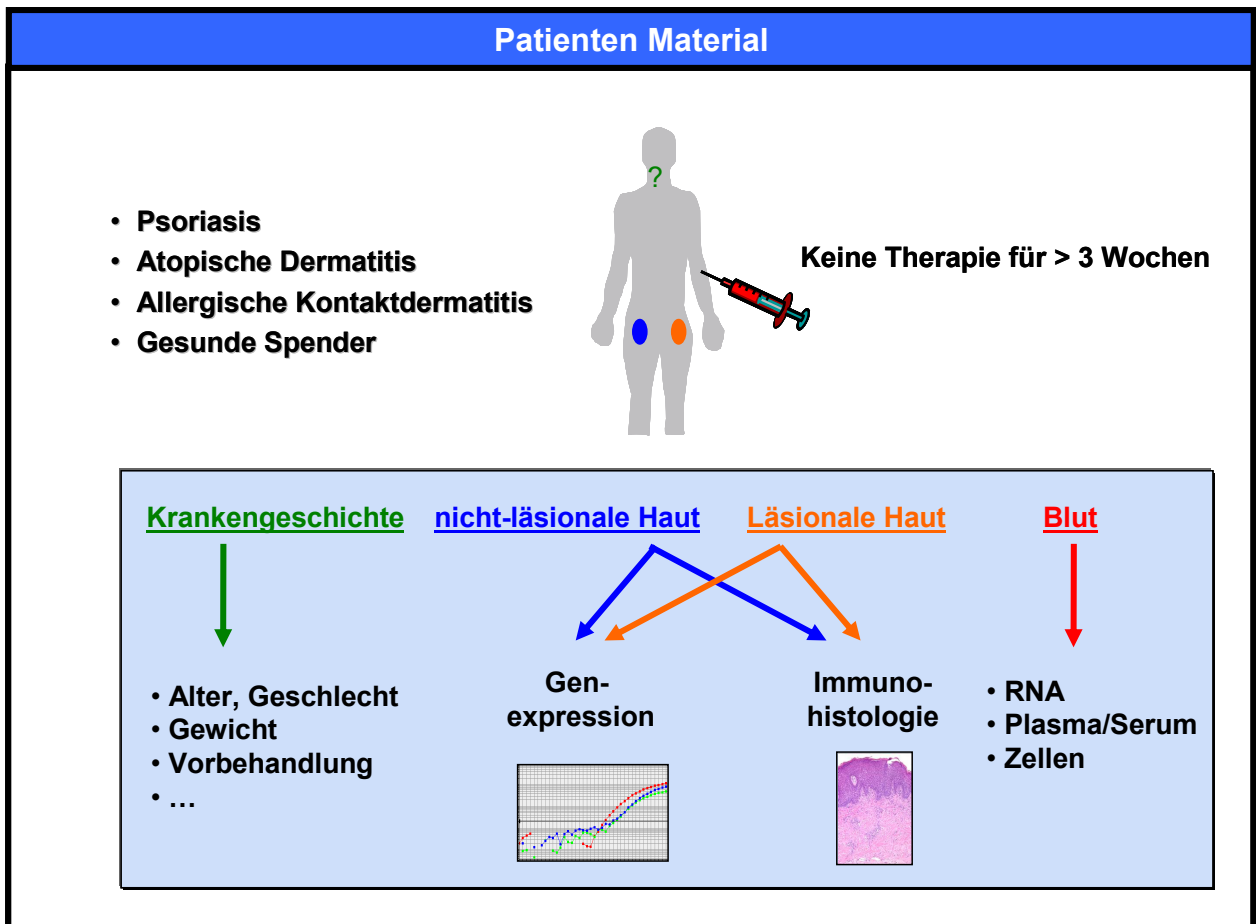 Patienten Material
?
• Psoriasis
• Atopische Dermatitis
• Allergische Kontaktdermatitis
• Gesunde Spender
Keine Therapie für > 3 Wochen
Krankengeschichte
• Alter, Geschlecht
• Gewicht
• Vorbehandlung
• …
nicht-läsionale Haut
Läsionale Haut
Gen-
expression
Immuno-
histologie
Blut
• RNA
• Plasma/Serum
• Zellen